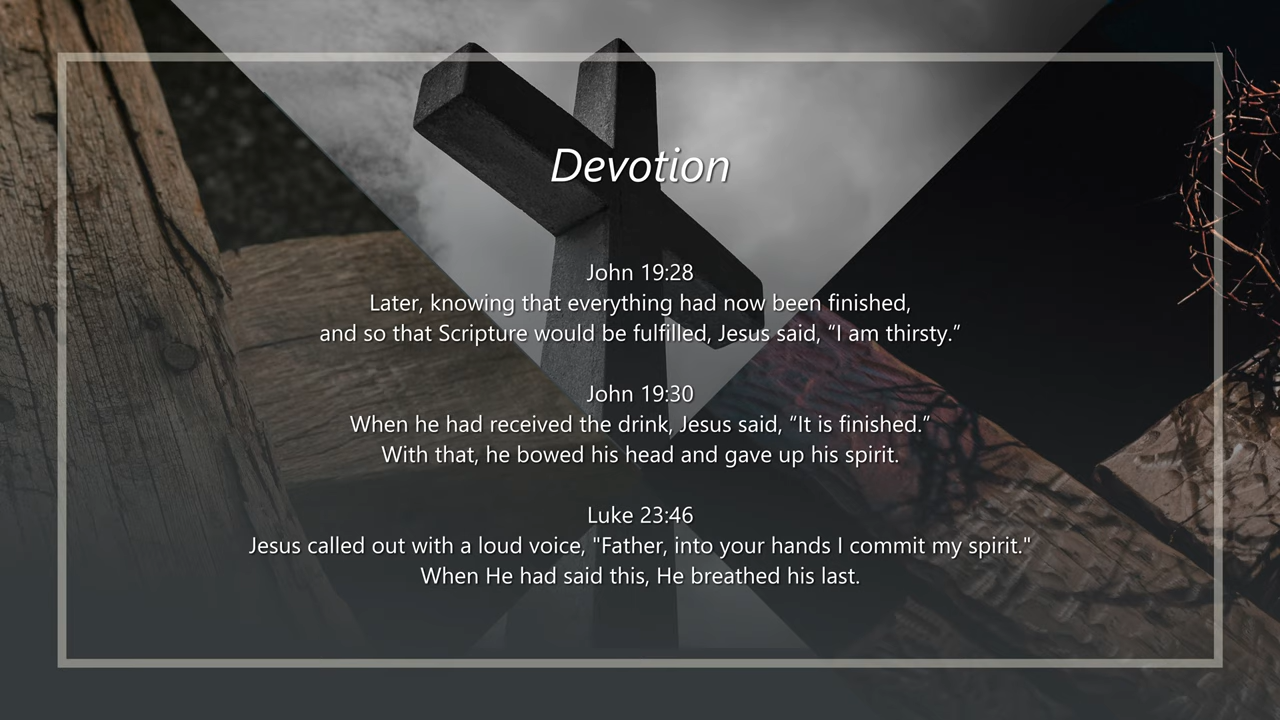 Devotion
John 19:28
Later, knowing that everything had now been finished,
and so that Scripture would be fulfilled, Jesus said, “I am thirsty.”
John 19:30
When he had received the drink, Jesus said, “It is finished.”
With that, he bowed his head and gave up his spirit.
Luke 23:46
Jesus called out with a loud voice, "Father, into your hands I commit my spirit."
When He had said this, He breathed his last.